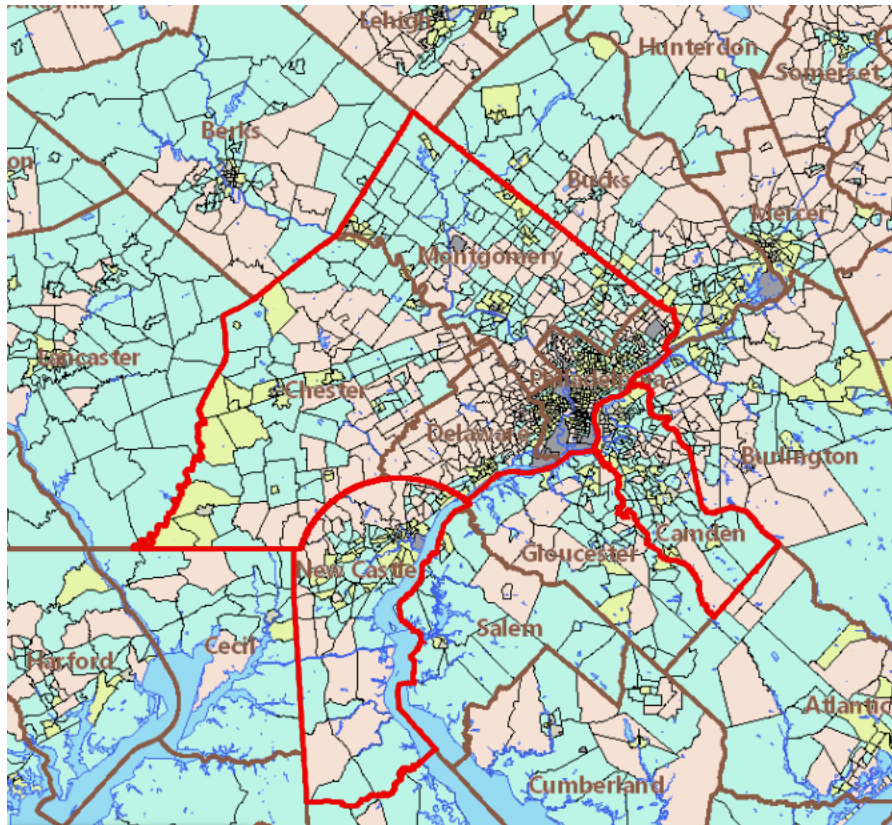 Lehigh
Hunterdon
Somerset
Berks
on
Bucks
Mercer
Montgomery
Lancaster
Chester
Philadelphia
Delaware
Burlington
Camden
Gloucester
New Castle
Salem
Cecil
Harford
Atlantic
Cumberland